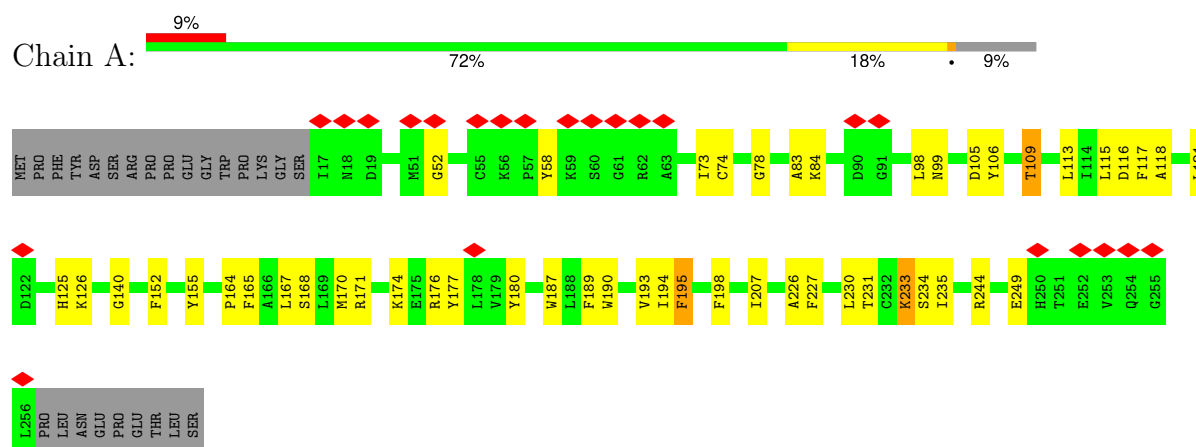 9%
Chain A:
72% 18% • 9%
MET PRO PHE TYR ASP SER ARG PRO PRO GLU GLY TRP PRO LYS GLY SER I17 N18 D19 M51 G52 C55 K56 P57 Y58 K59 S60 G61 R62 A63 I73 C74 G78 A83 K84 D90 G91 L98 N99 D105 Y106 T109 L113 I114 L115 D116 F117 A118
D122 H125 K126 G140 F152 Y155 P164 F165 A166 L167 S168 L169 M170 R171 K174 E175 R176 Y177 L178 V179 Y180 W187 L188 F189 W190 V193 I194 F195 F198 I207 A226 F227 L230 T231 C232 K233 S234 I235 R244 E249 H250 T251 E252 V253 Q254 G255
L256 PRO LEU ASN GLU PRO GLU THR LEU SER